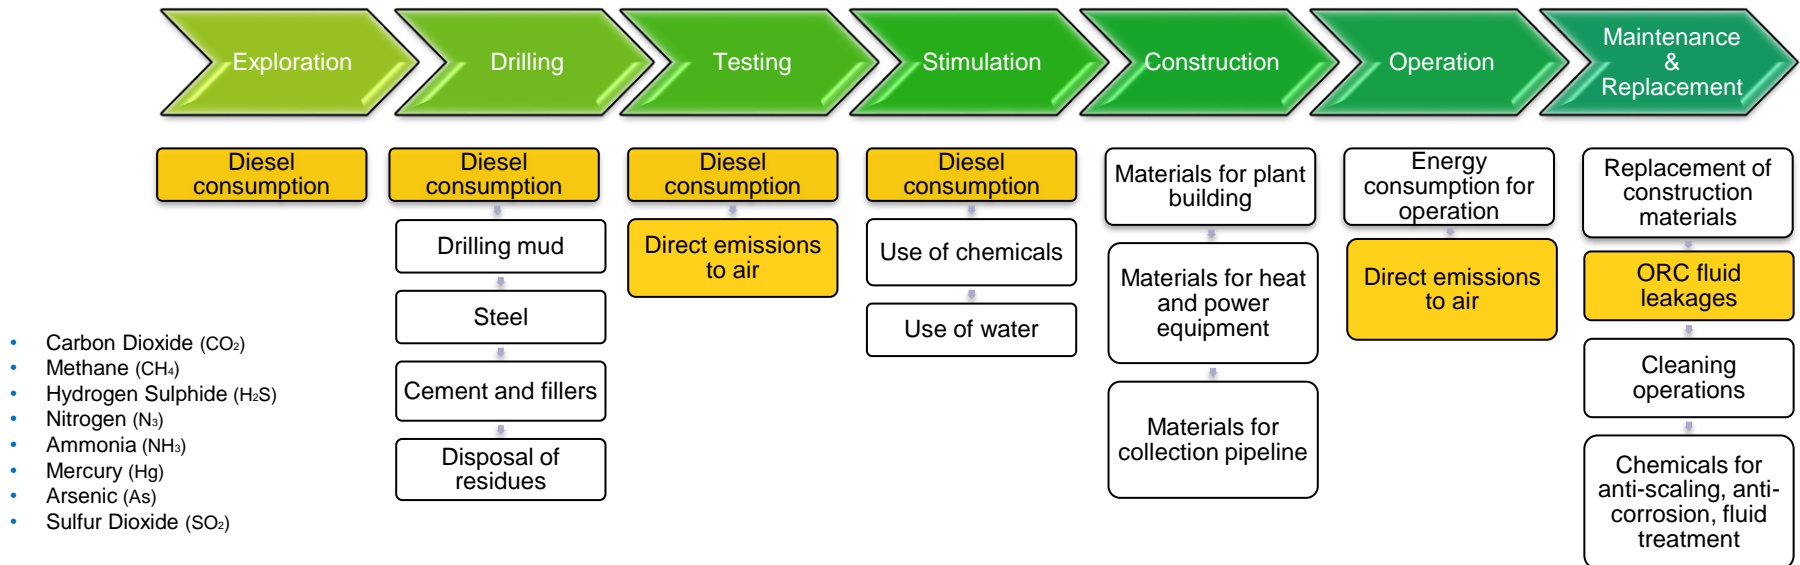 Exploration
Drilling
Testing
Stimulation
Construction
Operation
Maintenance
&
Replacement
Diesel
consumption
Diesel
consumption
Drilling mud
Steel
Cement and fillers
Disposal of
residues
Diesel
consumption
Direct emissions
to air
Diesel
consumption
Use of chemicals
Use of water
Materials for plant
building
Materials for heat
and power
equipment
Materials for
collection pipeline
Energy
consumption for
operation
Direct emissions
to air
Replacement of
construction
materials
ORC fluid
leakages
Cleaning
operations
Chemicals for
anti-scaling, anti-
corrosion, fluid
treatment
• Carbon Dioxide (CO₂)
• Methane (CH₄)
• Hydrogen Sulphide (H₂S)
• Nitrogen (N₃)
• Ammonia (NH₃)
• Mercury (Hg)
• Arsenic (As)
• Sulfur Dioxide (SO₂)